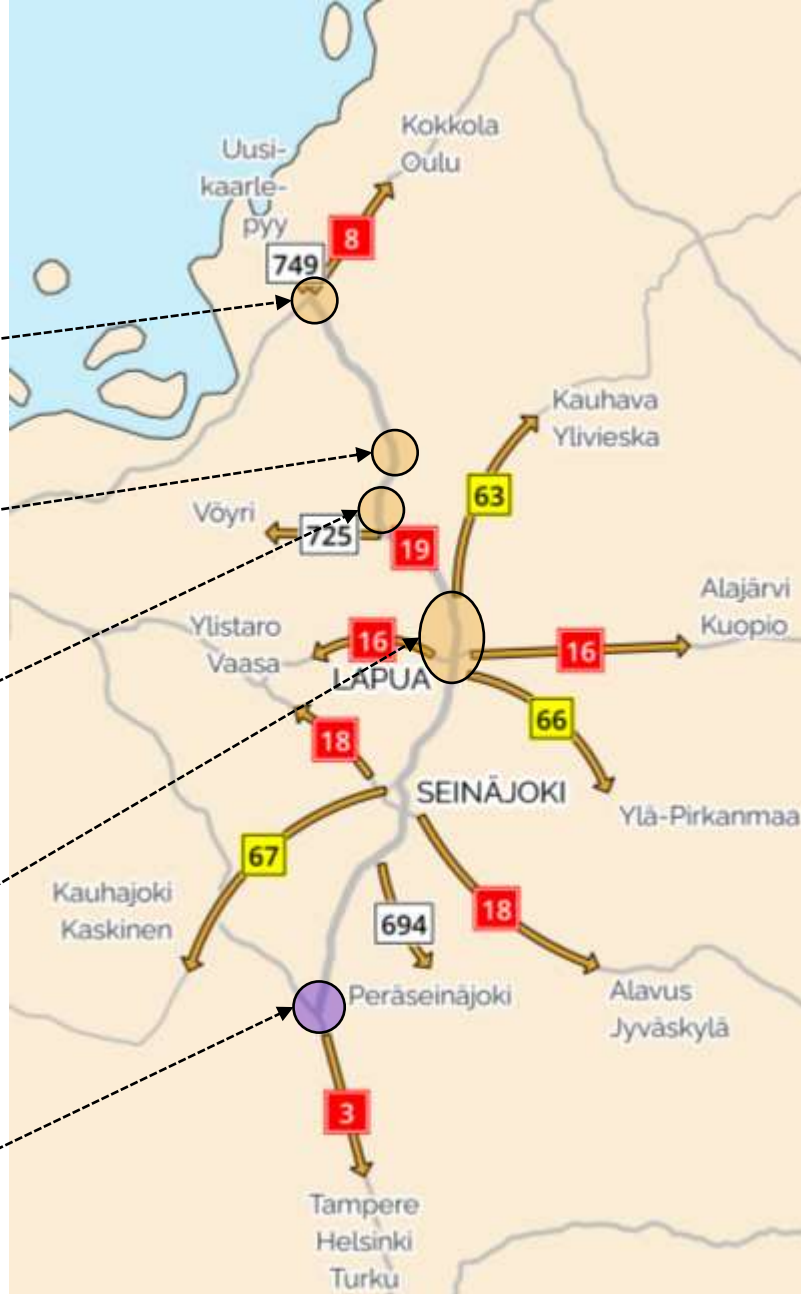 Kokkola
Oulu
Uusi-
kaarle-
pyy
8
749
Kauhava
Ylivieska
63
Vöyri
725
19
Alajärvi
Kuopio
Ylistaro
Vaasa
16
16
LAPUA
66
18
SEINÄJOKI
Ylä-Pirkanmaa
67
Kauhajoki
Kaskinen
694
18
Peräseinäjoki
Alavus
Jyväskylä
3
Tampere
Helsinki
Turku